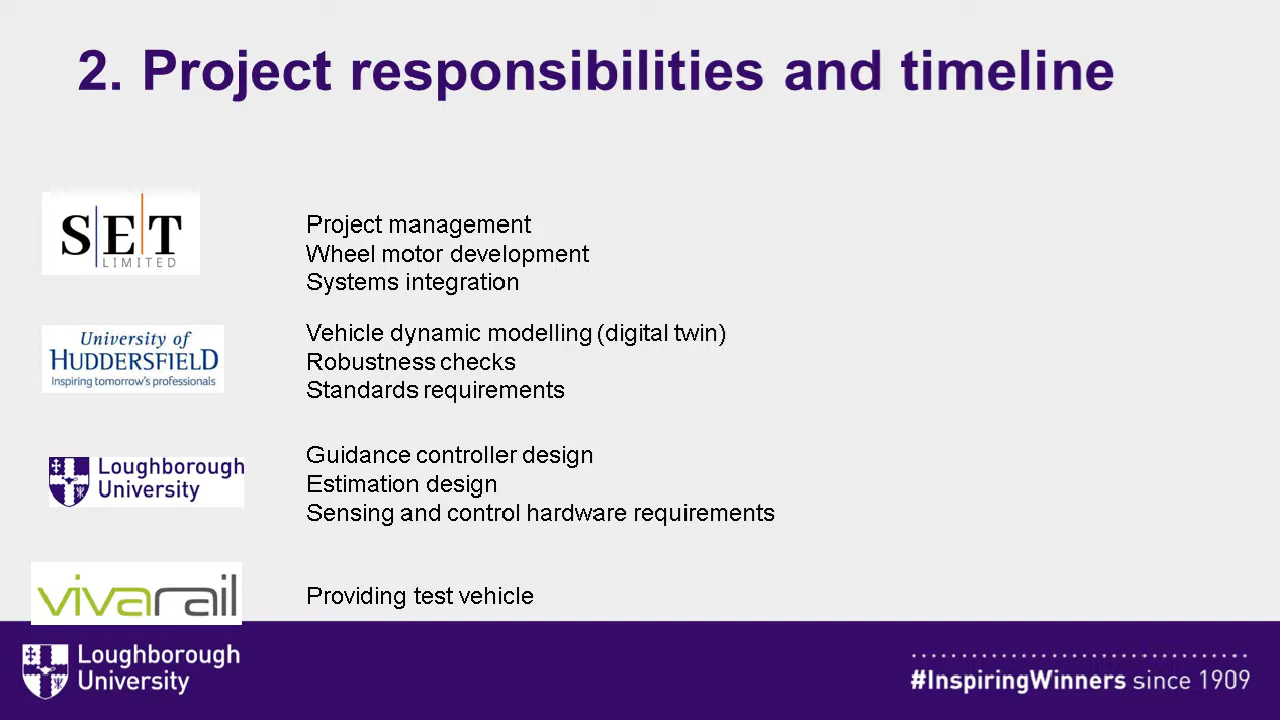 2. Project responsibilities and timeline
SET
LIMITED
Project management
Wheel motor development
Systems integration
University of
HUDDERSFIELD
Inspiring tomorrow's professionals
Vehicle dynamic modelling (digital twin)
Robustness checks
Standards requirements
Loughborough
University
Guidance controller design
Estimation design
Sensing and control hardware requirements
vivarail
Providing test vehicle
Loughborough
University
#InspiringWinners since 1909